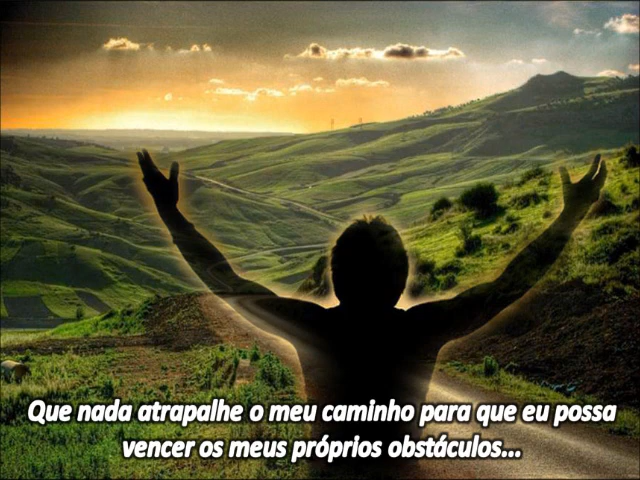 Que nada atrapalhe o meu caminho para que eu possa
vencer os meus próprios obstáculos...